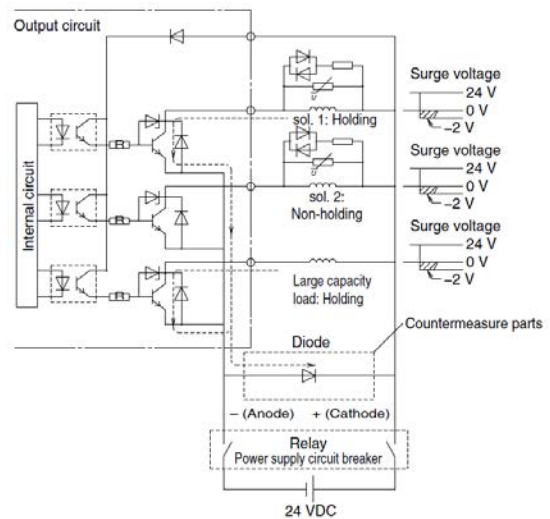 Output circuit
Internal circuit
R
R
R
U
sol. 1: Holding
U
sol. 2:
Non-holding
Large capacity
load: Holding
Surge voltage
24 V
0 V
–2 V
Surge voltage
24 V
0 V
–2 V
Surge voltage
24 V
0 V
–2 V
Countermeasure parts
Diode
– (Anode) + (Cathode)
Relay
Power supply circuit breaker
24 VDC